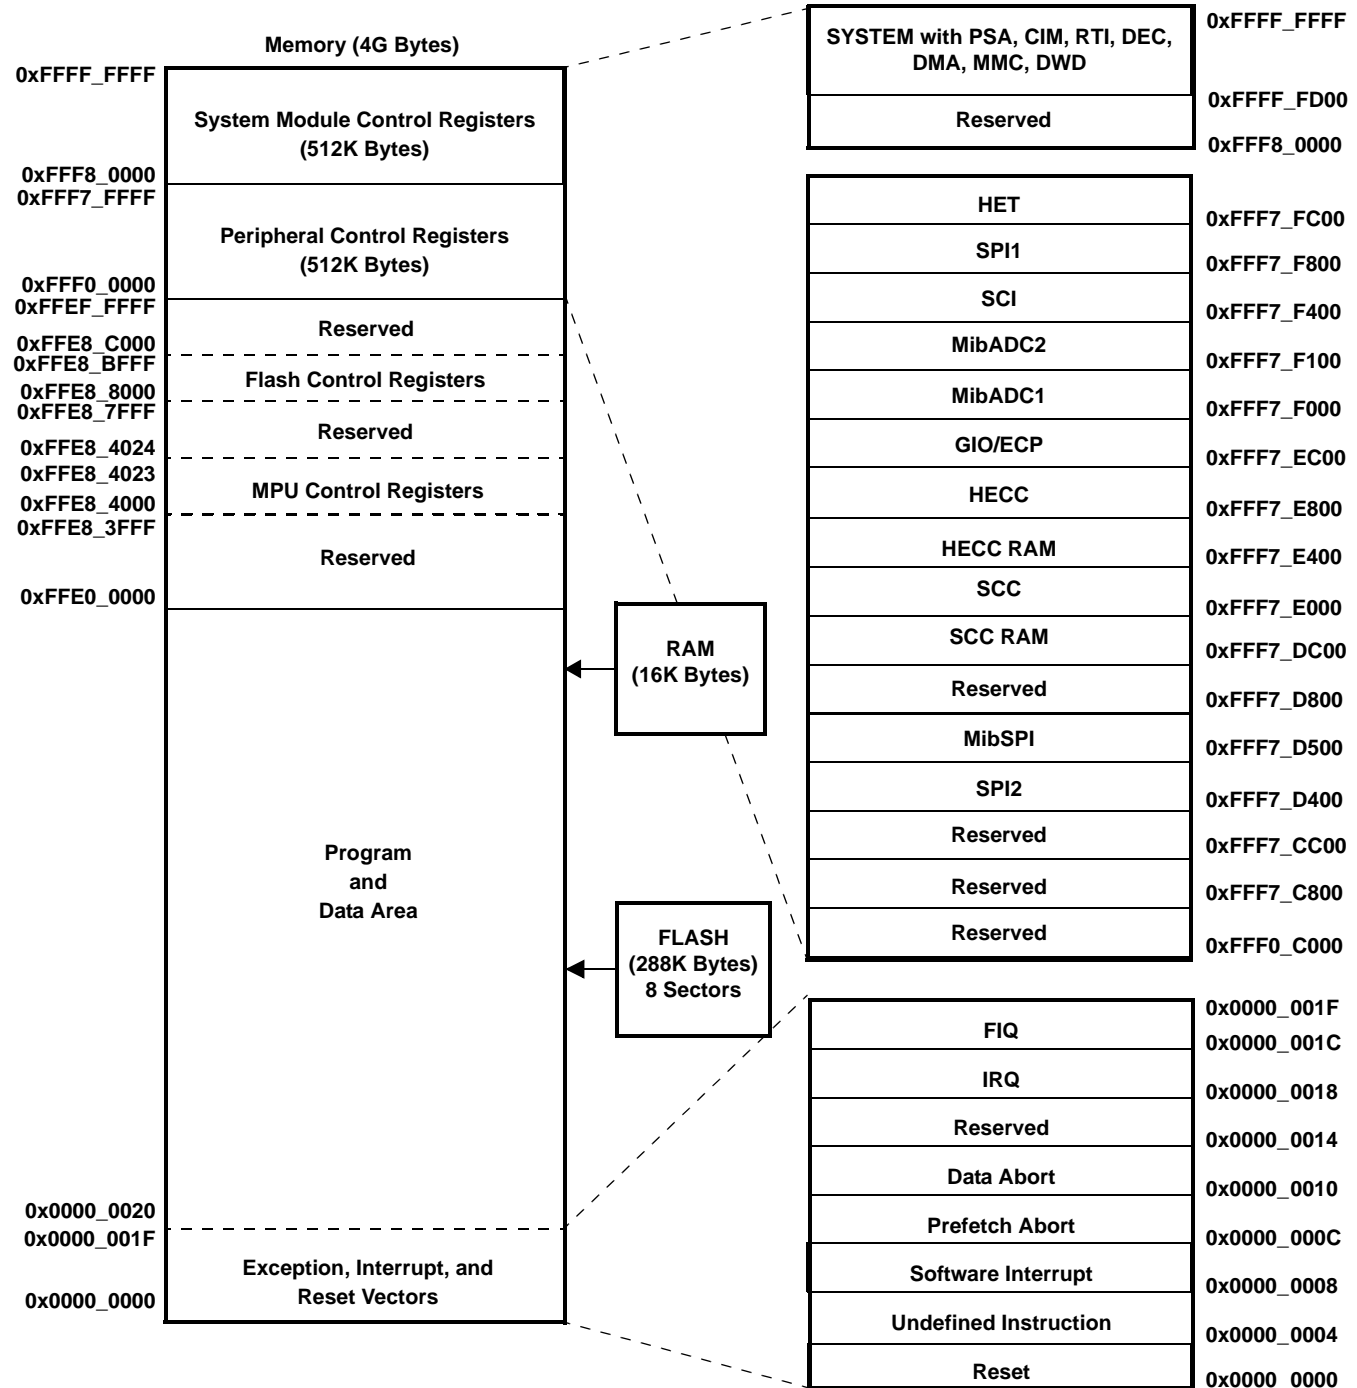 Memory (4G Bytes)
0xFFFF_FFFF
System Module Control Registers
(512K Bytes)
0xFFF8_0000
0xFFF7_FFFF
Peripheral Control Registers
(512K Bytes)
0xFFF0_0000
0xFFEF_FFFF
Reserved
0xFFE8_C000
0xFFE8_BFFF
Flash Control Registers
0xFFE8_8000
0xFFE8_7FFF
Reserved
0xFFE8_4024
0xFFE8_4023
MPU Control Registers
0xFFE8_4000
0xFFE8_3FFF
Reserved
0xFFE0_0000
Program
and
Data Area
0x0000_0020
0x0000_001F
Exception, Interrupt, and
Reset Vectors
0x0000_0000
RAM
(16K Bytes)
FLASH
(288K Bytes)
8 Sectors
0xFFFF_FFFF
SYSTEM with PSA, CIM, RTI, DEC,
DMA, MMC, DWD
0xFFFF_FD00
Reserved
0xFFF8_0000
HET
0xFFF7_FC00
SPI1
0xFFF7_F800
SCI
0xFFF7_F400
MibADC2
0xFFF7_F100
MibADC1
0xFFF7_F000
GIO/ECP
0xFFF7_EC00
HECC
0xFFF7_E800
HECC RAM
0xFFF7_E400
SCC
0xFFF7_E000
SCC RAM
0xFFF7_DC00
Reserved
0xFFF7_D800
MibSPI
0xFFF7_D500
SPI2
0xFFF7_D400
Reserved
0xFFF7_CC00
Reserved
0xFFF7_C800
Reserved
0xFFF0_C000
0x0000_001F
FIQ
0x0000_001C
IRQ
0x0000_0018
Reserved
0x0000_0014
Data Abort
0x0000_0010
Prefetch Abort
0x0000_000C
Software Interrupt
0x0000_0008
Undefined Instruction
0x0000_0004
Reset
0x0000_0000